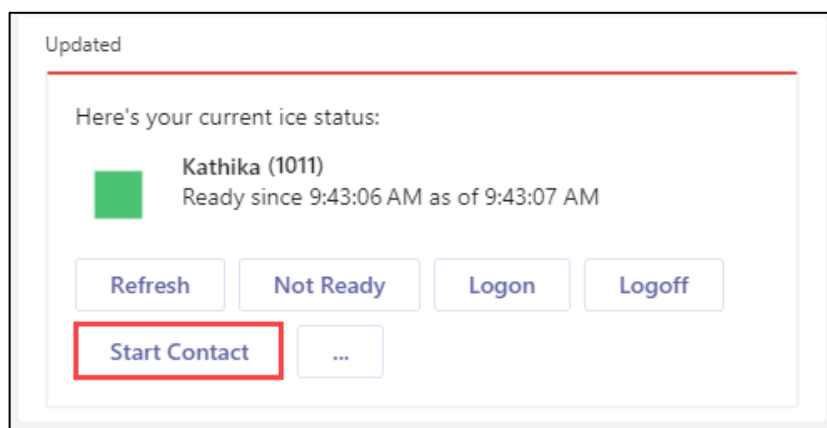 Updated
Here's your current ice status:
Kathika (1011)
Ready since 9:43:06 AM as of 9:43:07 AM
Refresh Not Ready Logon Logoff
Start Contact ...